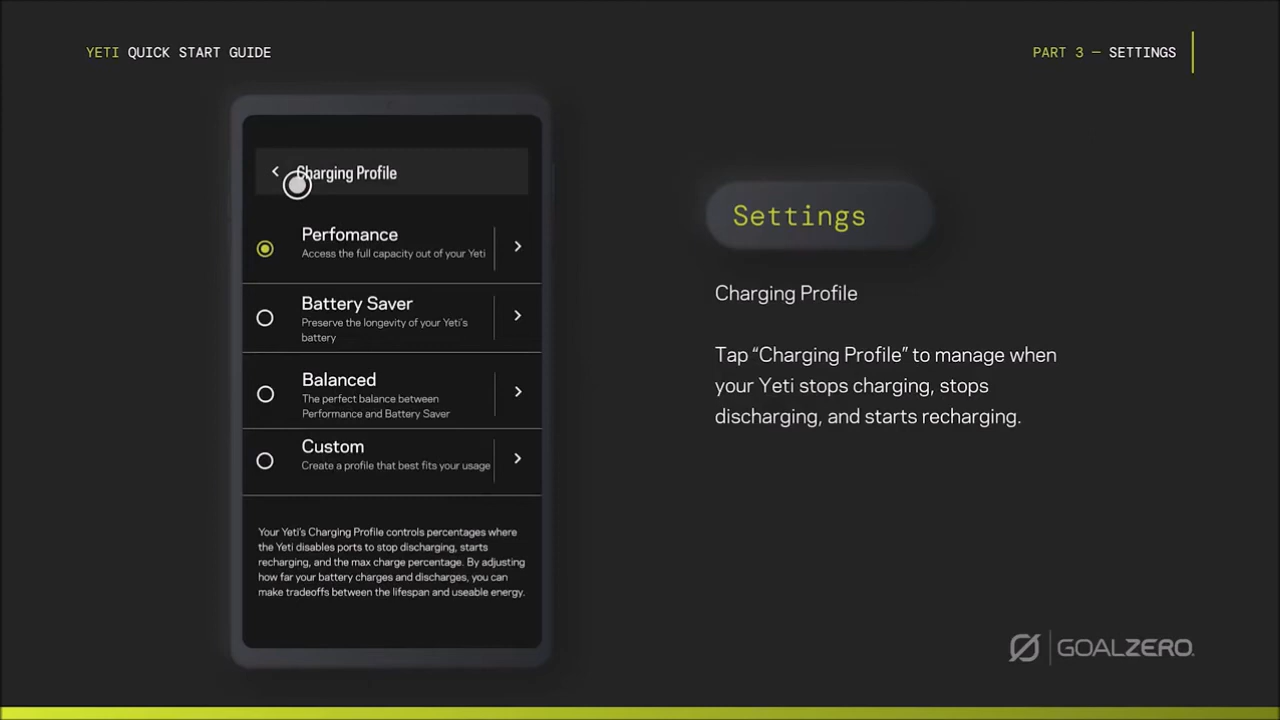 YETI QUICK START GUIDE
PART 3 — SETTINGS
Charging Profile
Perfomance
Access the full capacity out of your Yeti
Battery Saver
Preserve the longevity of your Yeti's
battery
Balanced
The perfect balance between
Performance and Battery Saver
Custom
Create a profile that best fits your usage
Your Yeti's Charging Profile controls percentages where
the Yeti disables ports to stop discharging, starts
recharging, and the max charge percentage. By adjusting
how far your battery charges and discharges, you can
make tradeoffs between the lifespan and useable energy.
Settings
Charging Profile
Tap “Charging Profile” to manage when
your Yeti stops charging, stops
discharging, and starts recharging.
GOALZERO.